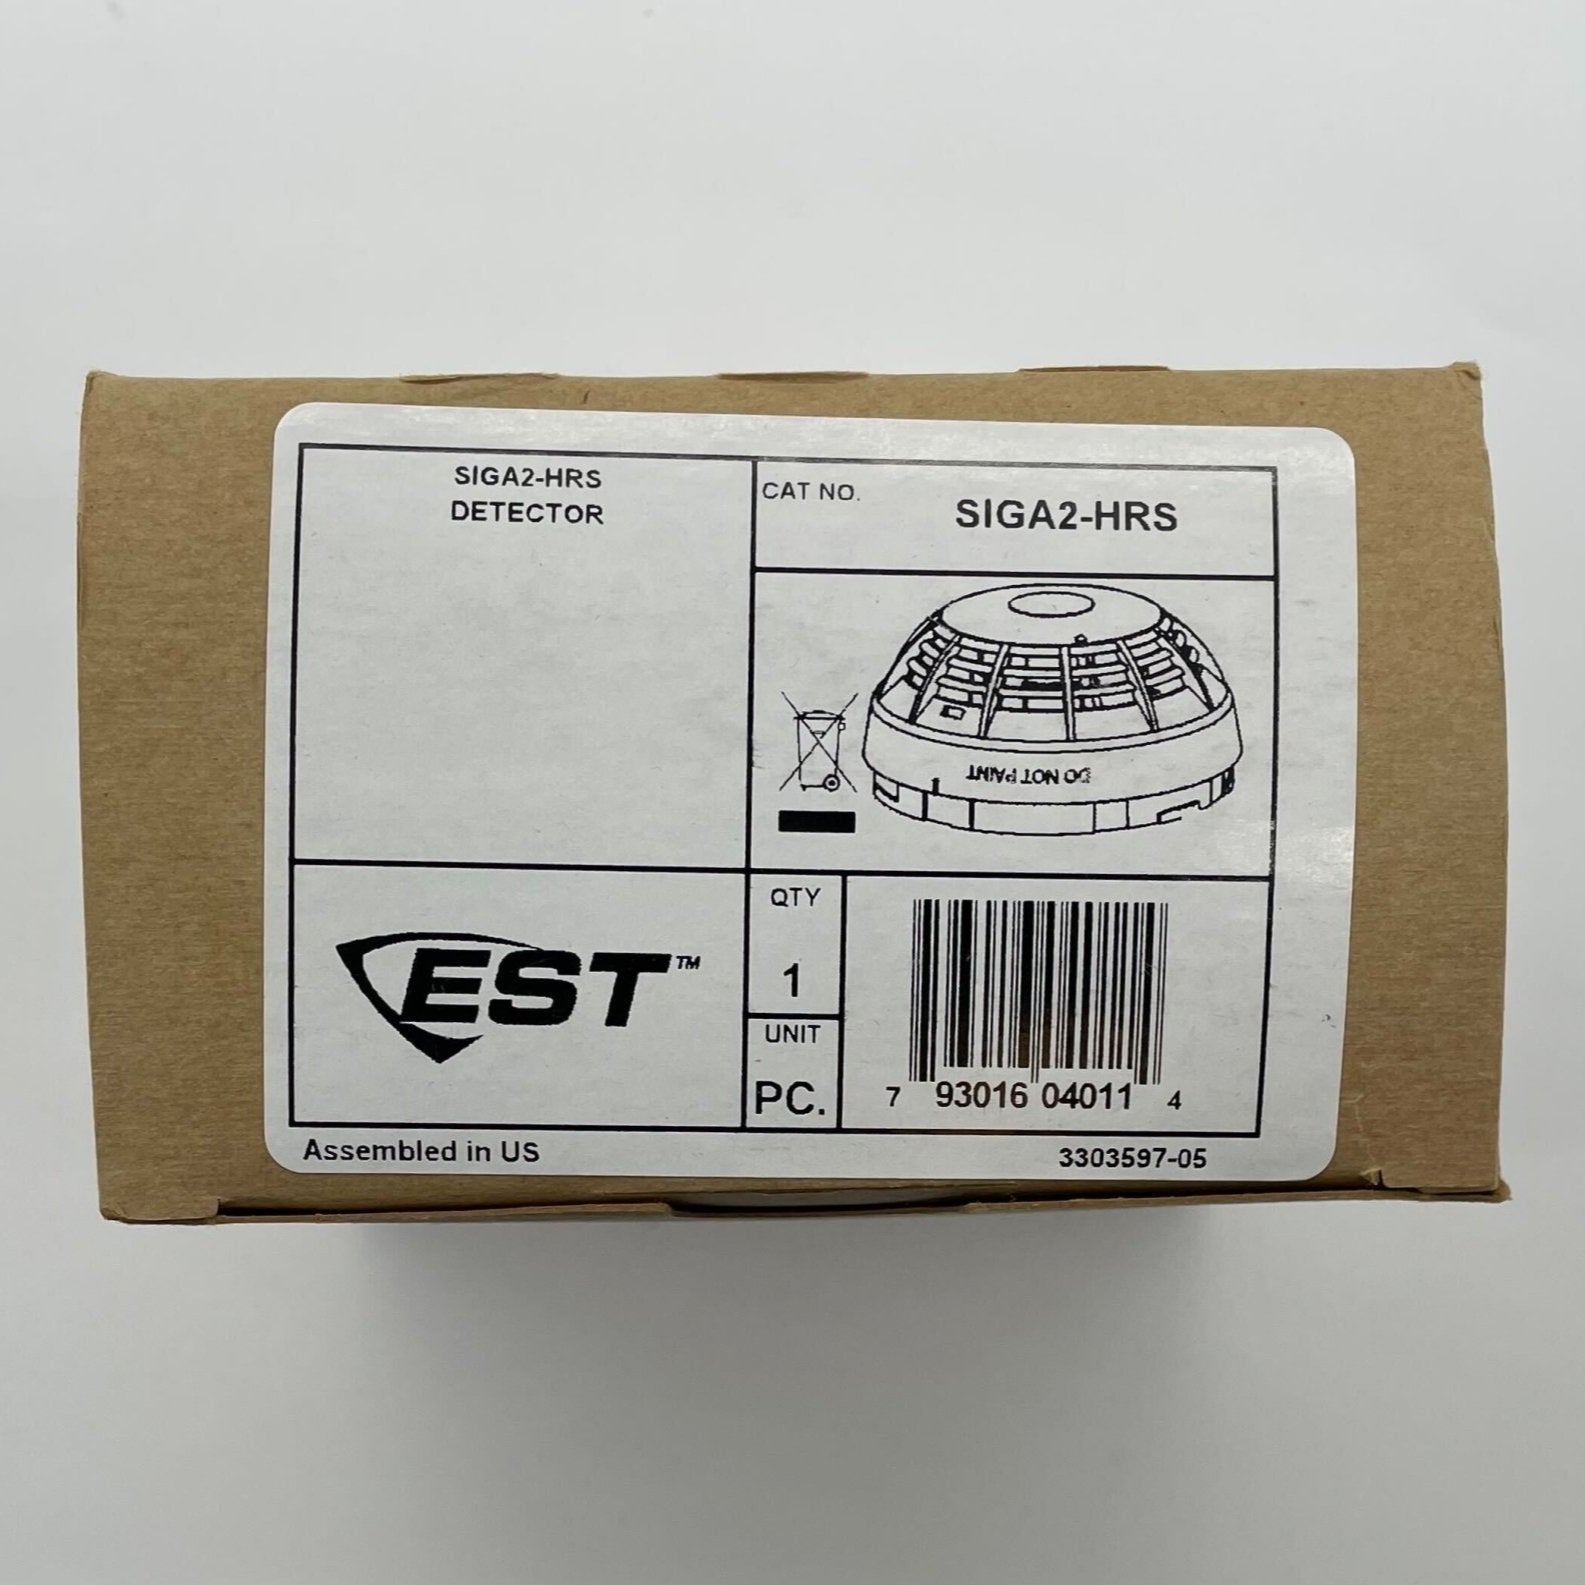 SIGA2-HRS
DETECTOR
CAT NO.
SIGA2-HRS
DO NOT PAINT
EST™
QTY
1
UNIT
PC.
7 93016 04011 4
Assembled in US
3303597-05